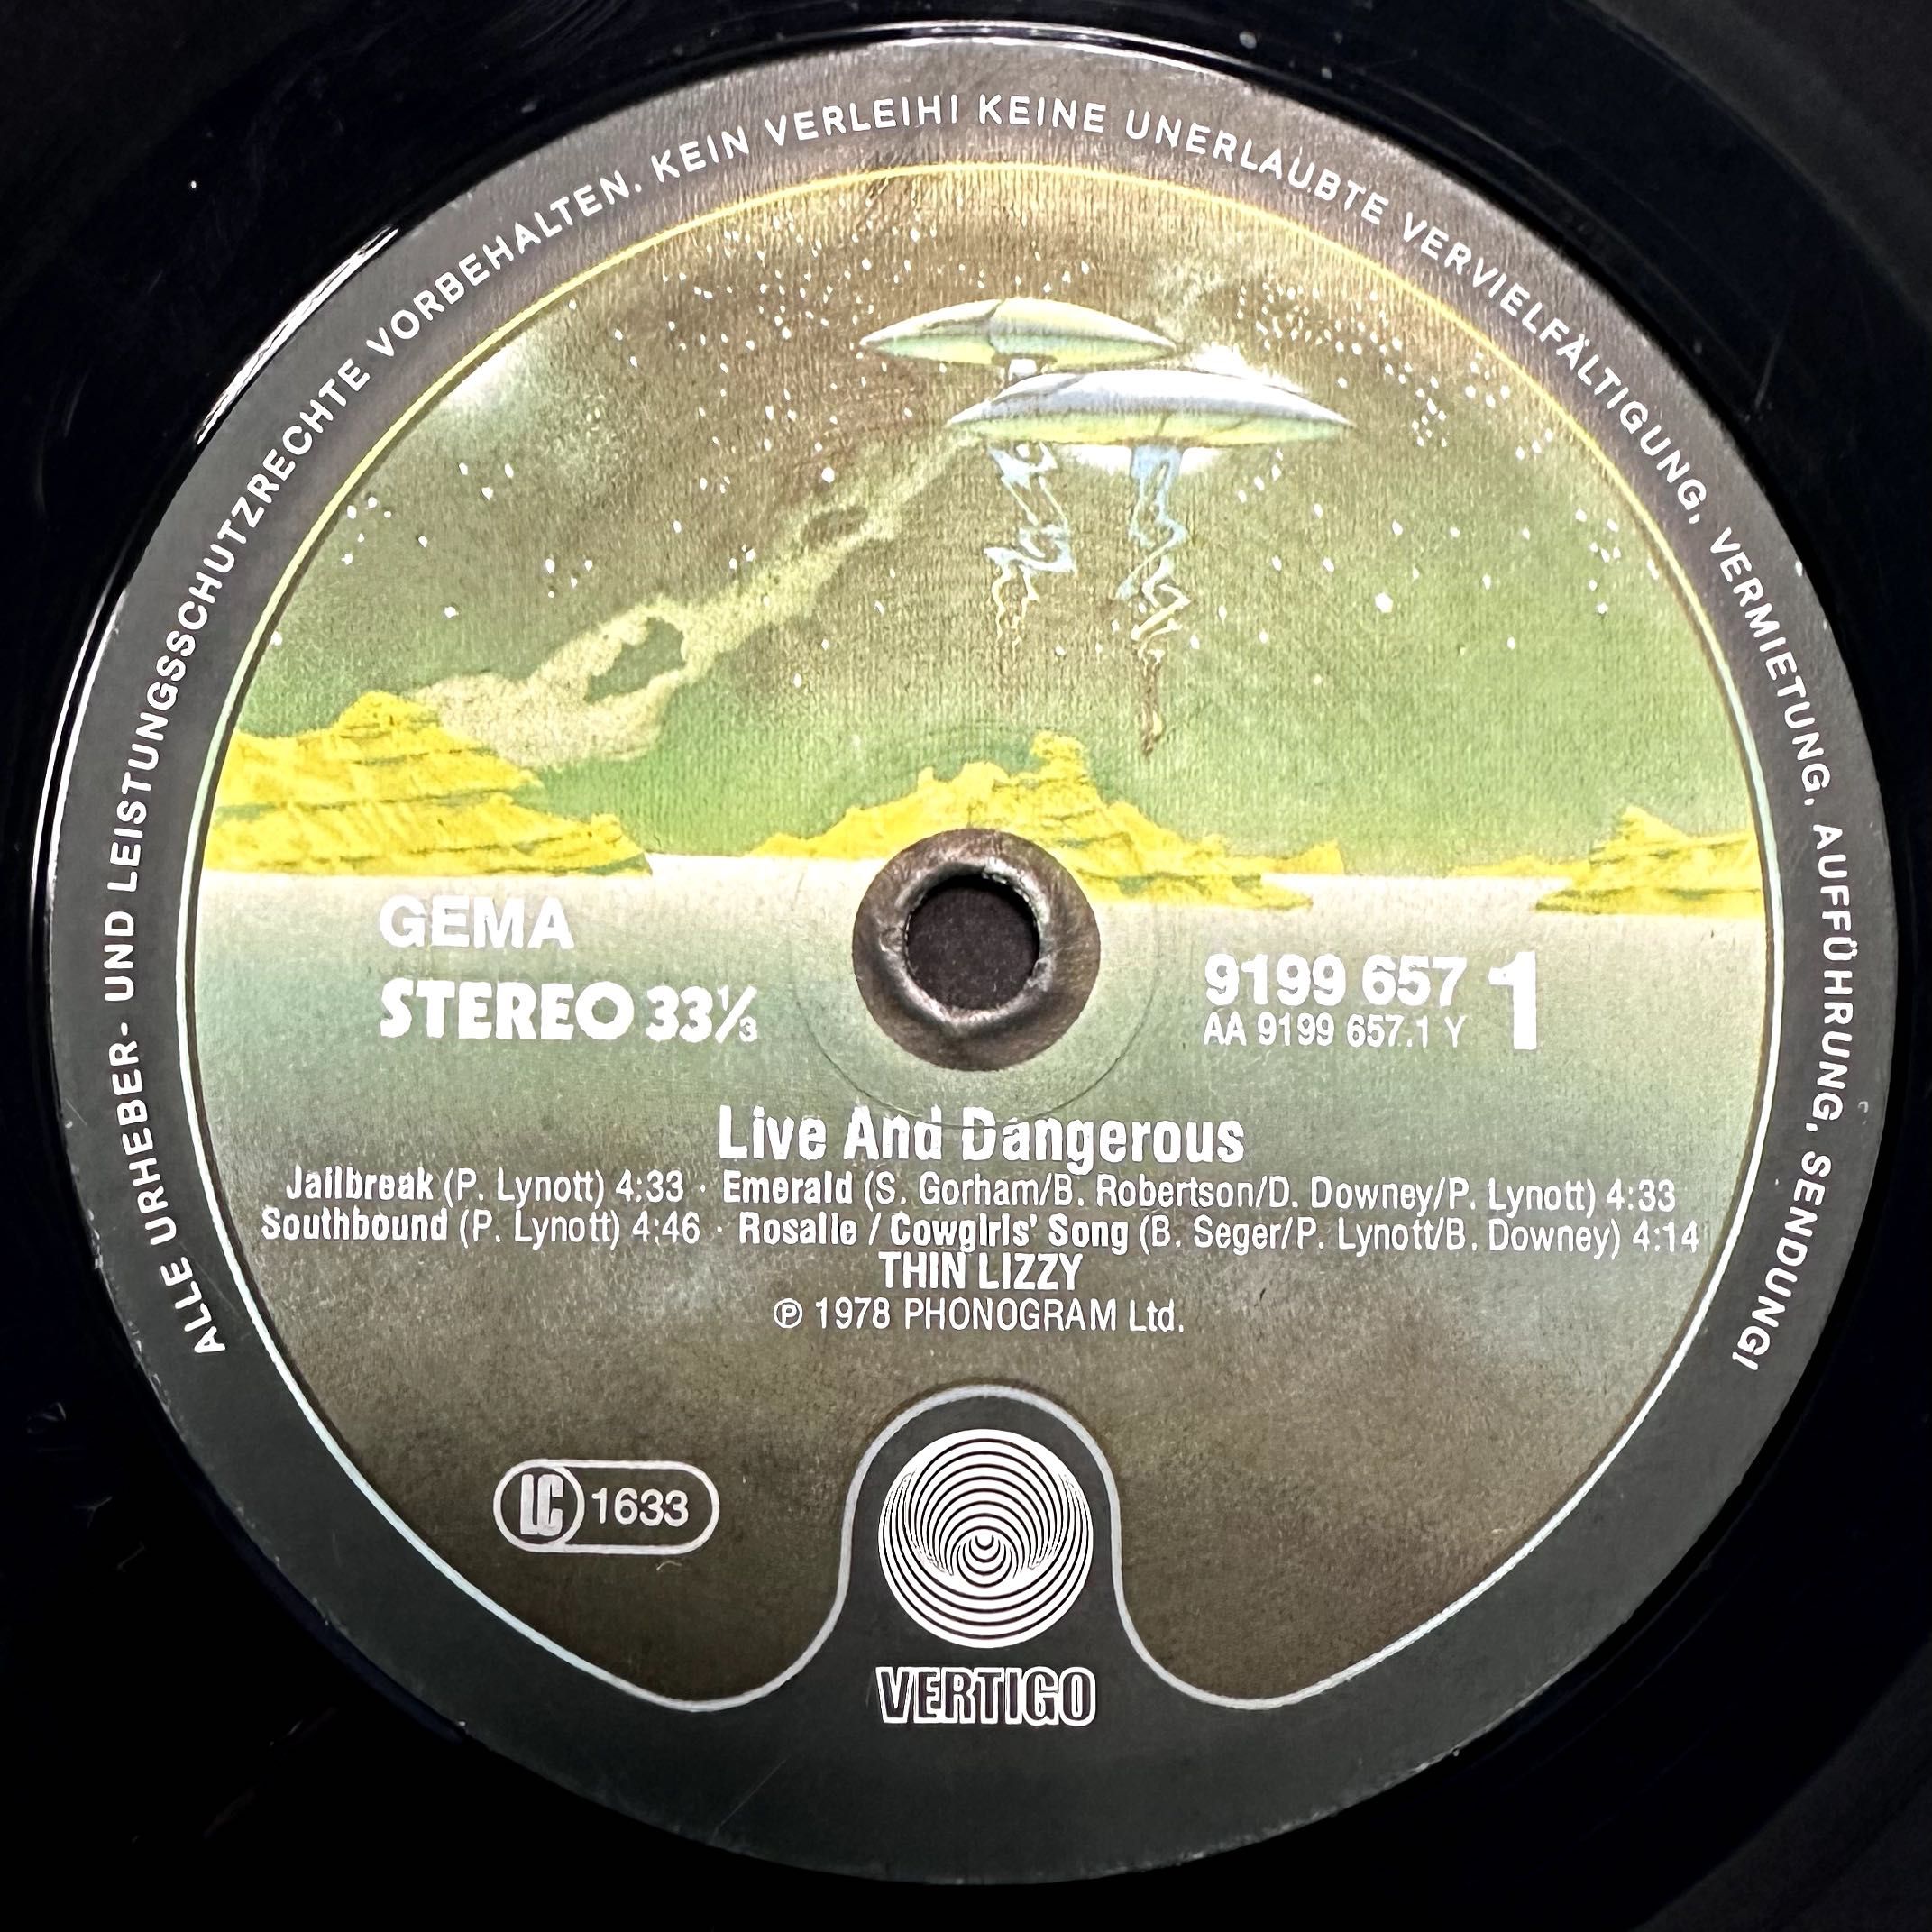 ALLE URHEBER- UND LEISTUNGSSCHUTZRECHTE VORBEHALTEN. KEIN VERLEIH! KEINE UNERLAUBTE VERVIELFÄLTIGUNG, VERMIETUNG, AUFFÜHRUNG, SENDUNG!
GEMA
STEREO 33⅓
9199 657 1
AA 9199 657.1 Y
Live And Dangerous
Jailbreak (P. Lynott) 4:33 · Emerald (S. Gorham/B. Robertson/D. Downey/P. Lynott) 4:33
Southbound (P. Lynott) 4:46 · Rosalie / Cowgirls' Song (B. Seger/P. Lynott/B. Downey) 4:14
THIN LIZZY
℗ 1978 PHONOGRAM Ltd.
LC 1633
VERTIGO